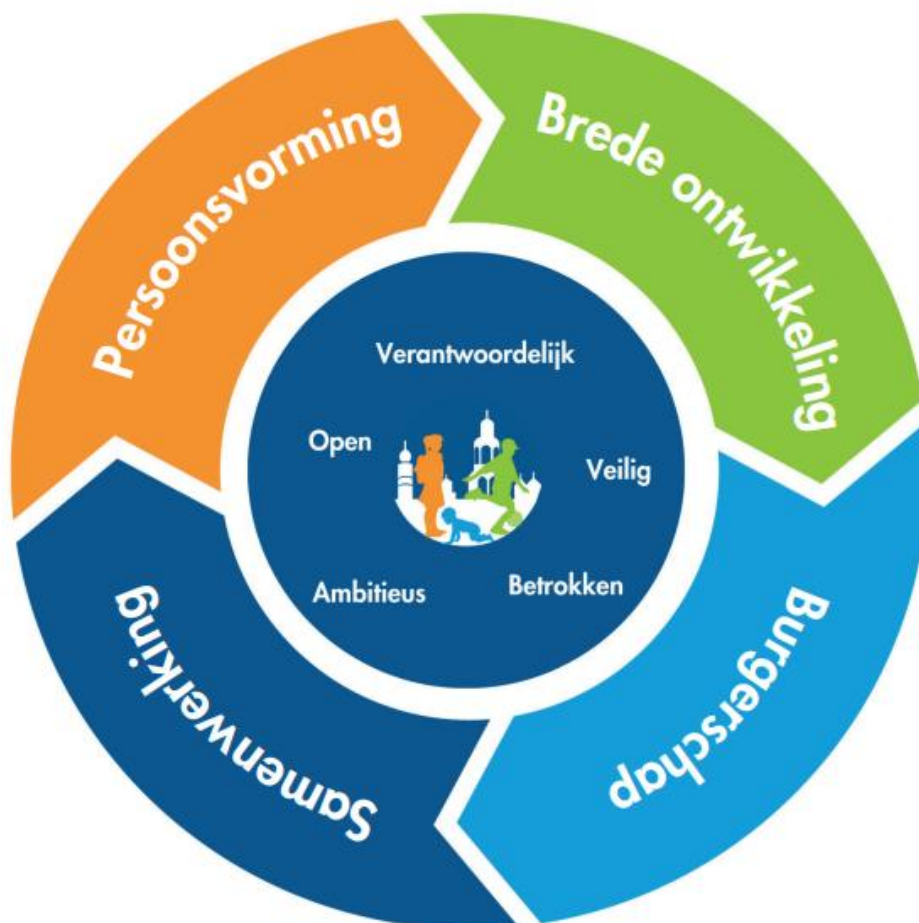 Persoonsvorming
Brede ontwikkeling
Burgerschap
Samenwerking
Verantwoordelijk
Open
Veilig
Ambitieus
Betrokken